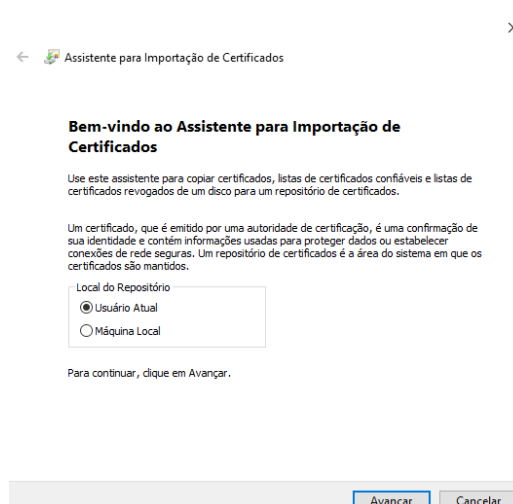 Assistente para Importação de Certificados
Bem-vindo ao Assistente para Importação de
Certificados
Use este assistente para copiar certificados, listas de certificados confiáveis e listas de
certificados revogados de um disco para um repositório de certificados.
Um certificado, que é emitido por uma autoridade de certificação, é uma confirmação de
sua identidade e contém informações usadas para proteger dados ou estabelecer
conexões de rede seguras. Um repositório de certificados é a área do sistema em que os
certificados são mantidos.
Local do Repositório
Usuário Atual
Máquina Local
Para continuar, clique em Avançar.
Avançar Cancelar